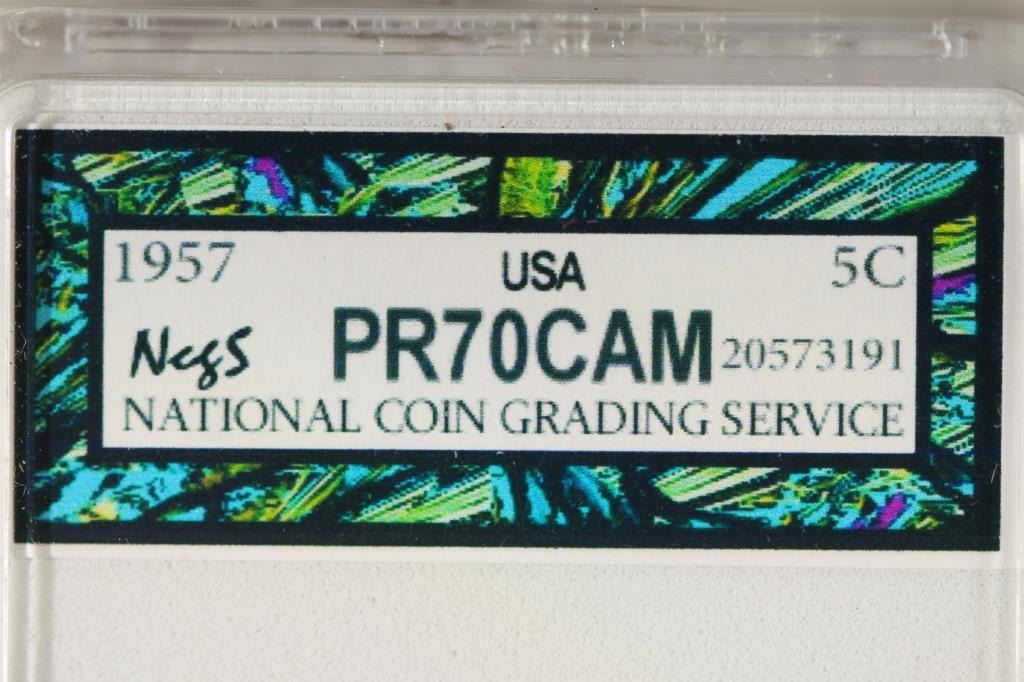 1957 USA 5C
NcgS PR70CAM 20573191
NATIONAL COIN GRADING SERVICE